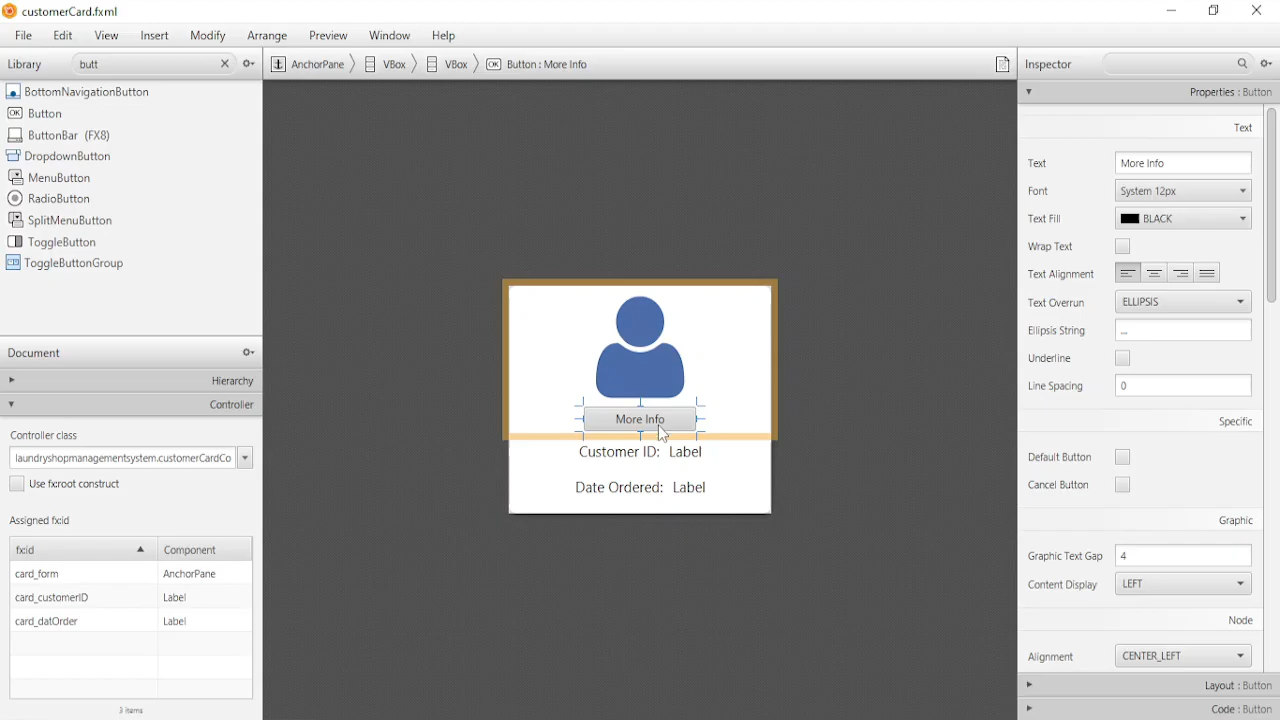 customerCard.fxml
File Edit View Insert Arrange Modify Preview Window Help
Library butt
AnchorPane VBox VBox OK Button : More Info
Inspector
BottomNavigationButton
OK Button
ButtonBar (FX8)
DropdownButton
MenuButton
RadioButton
SplitMenuButton
ToggleButton
ToggleButtonGroup
Document
Hierarchy
Controller
Controller class
laundryshopmanagementsystem.customerCardCo
Use fx:root construct
Assigned fx:id
fx:id Component
card_form AnchorPane
card_customerID Label
card_datOrder Label
3 items
More Info
Customer ID: Label
Date Ordered: Label
Properties : Button
Text
Text More Info
Font System 12px
Text Fill BLACK
Wrap Text
Text Alignment
Text Overrun ELLIPSIS
Ellipsis String ...
Underline
Line Spacing 0
Specific
Default Button
Cancel Button
Graphic
Graphic Text Gap 4
Content Display LEFT
Node
Alignment CENTER_LEFT
Layout : Button
Code : Button